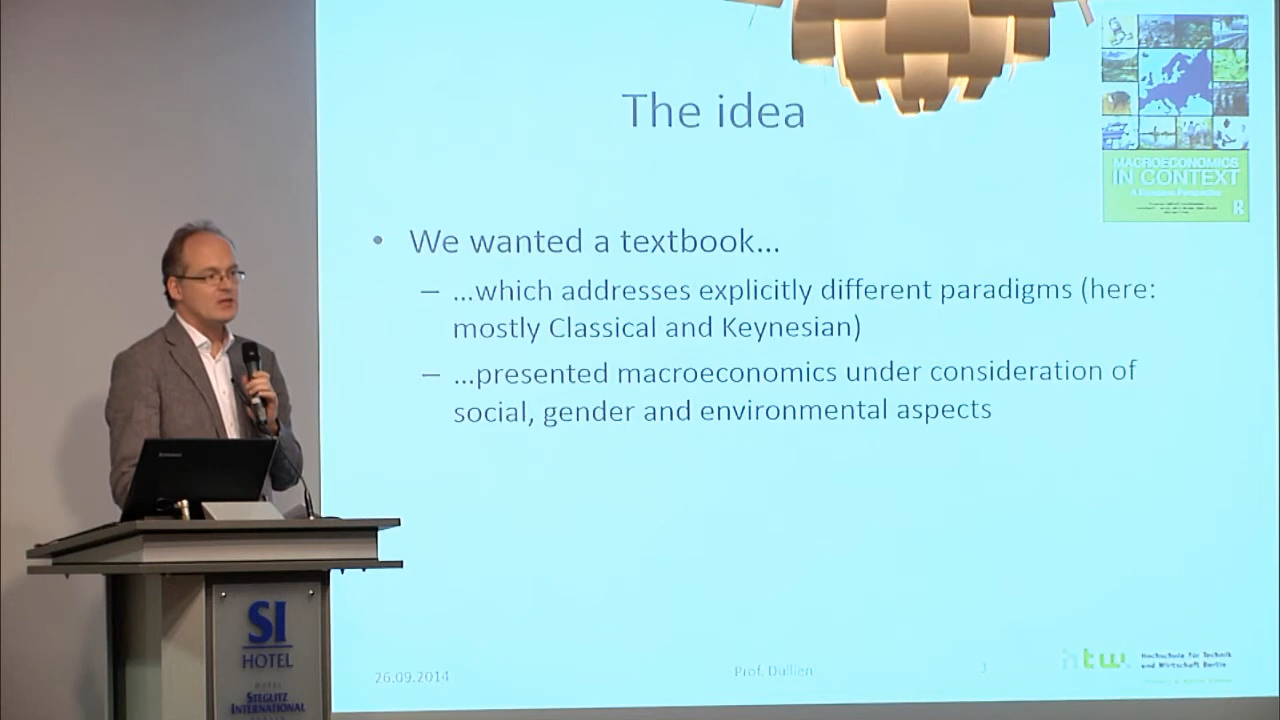 The idea
MACROECONOMICS
IN CONTEXT
A European Perspective
R
• We wanted a textbook...
– ...which addresses explicitly different paradigms (here:
mostly Classical and Keynesian)
– ...presented macroeconomics under consideration of
social, gender and environmental aspects
26.09.2014
Prof. Dullien
3
htw.
Hochschule für Technik
und Wirtschaft Berlin
lenovo
SI
HOTEL
HOTEL
STEGLITZ
INTERNATIONAL